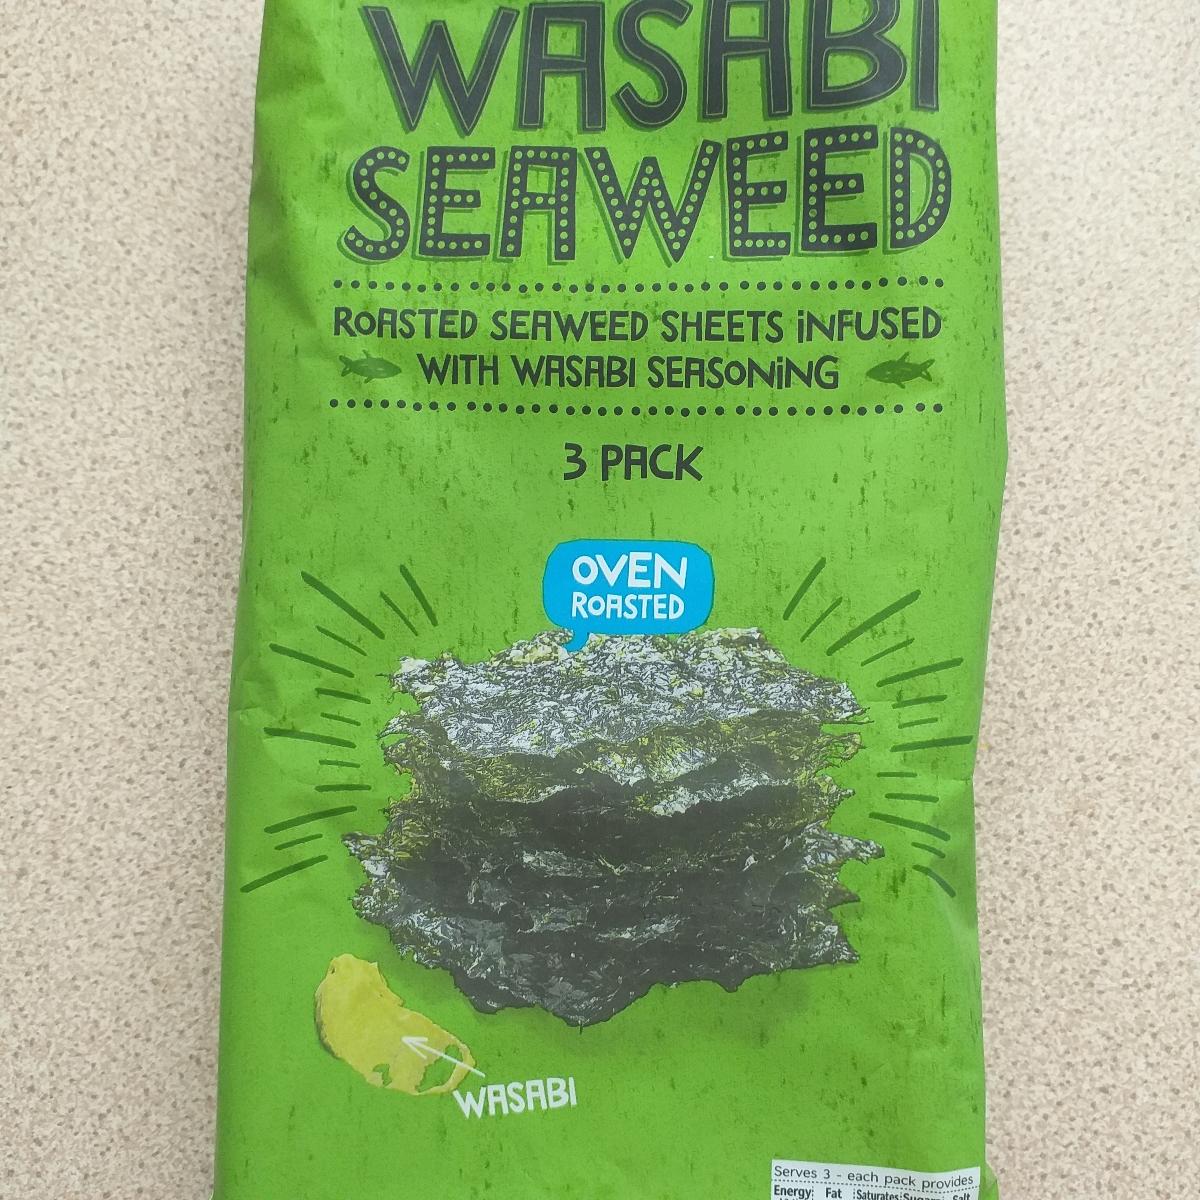 WASABI
SEAWEED
ROASTED SEAWEED SHEETS INFUSED
WITH WASABI SEASONING
3 PACK
OVEN
ROASTED
WASABI
Serves 3 - each pack provides
Energy Fat Saturates Sugars Salt